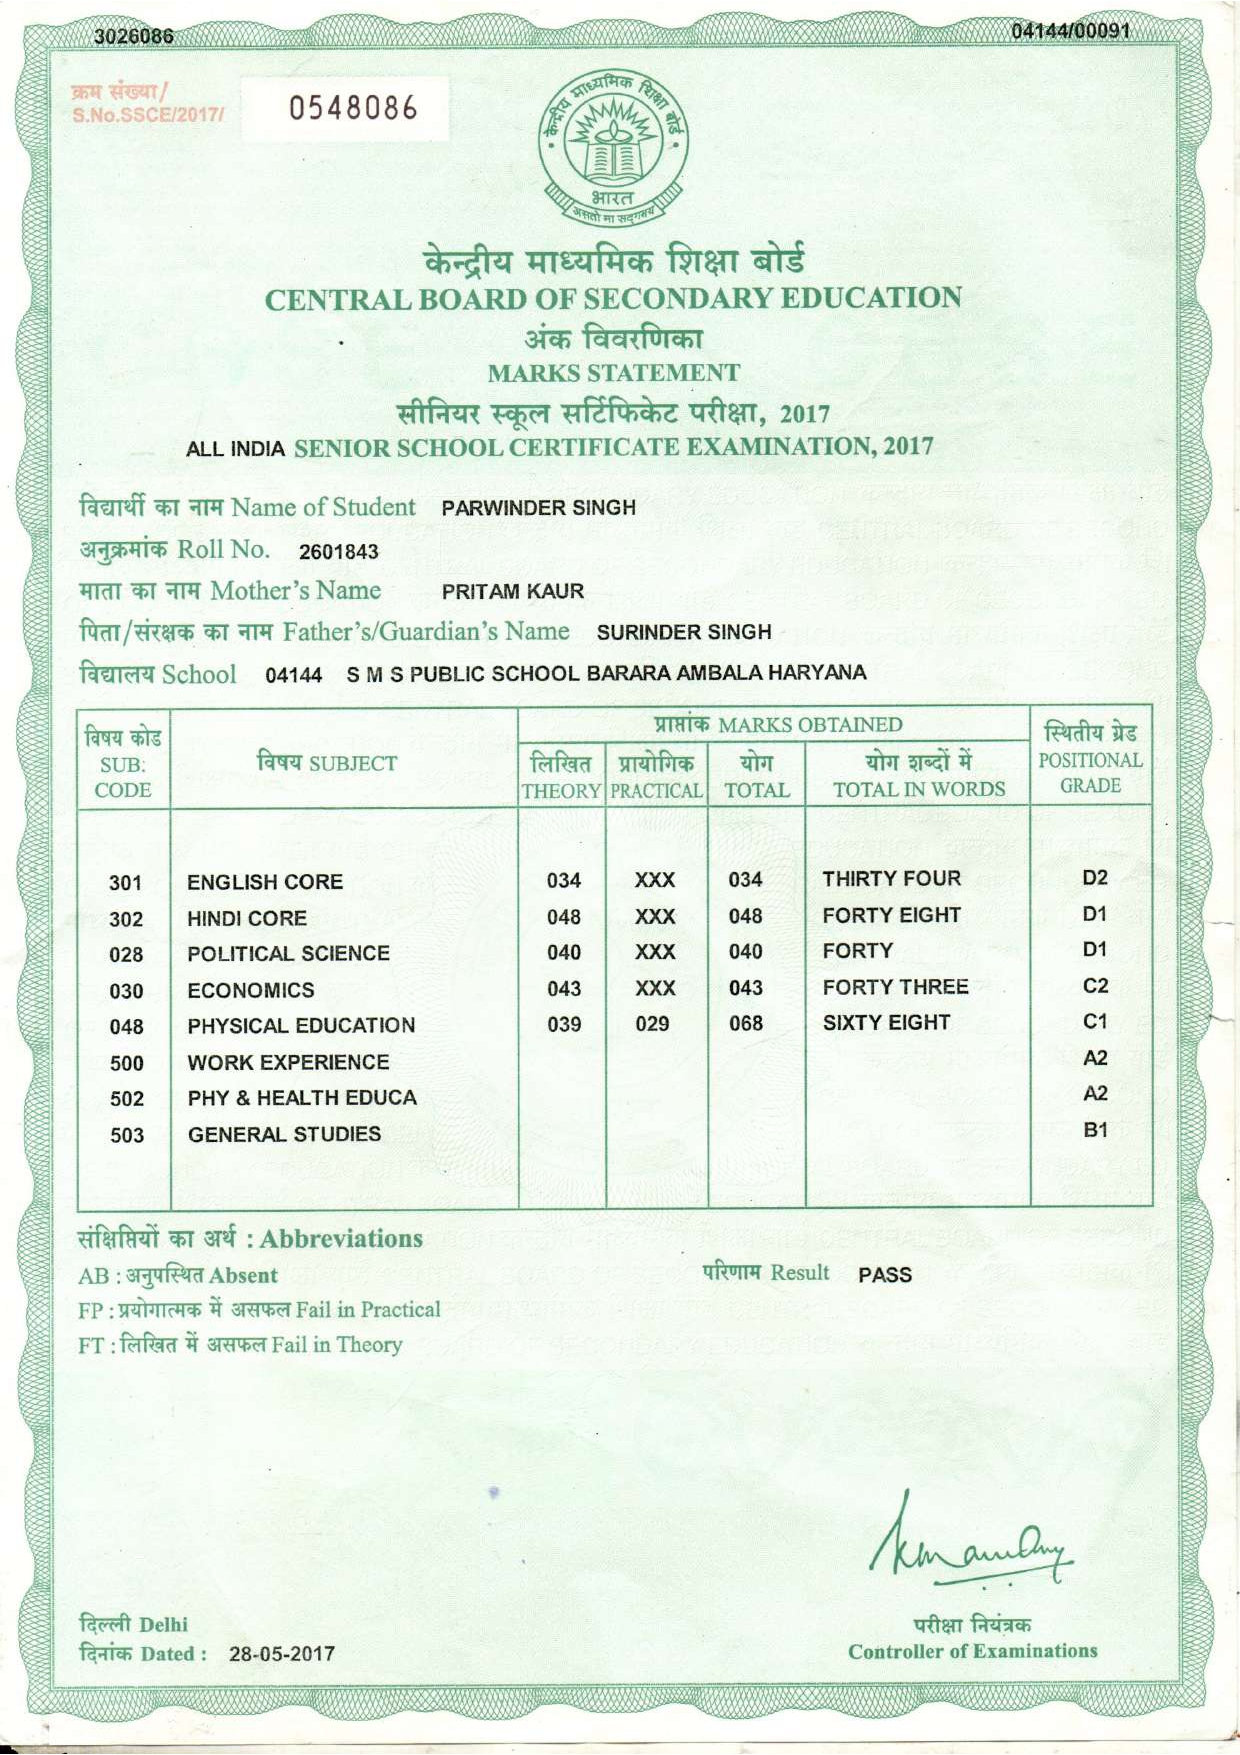 3026086
04144/00091
क्रम संख्या/
S.No.SSCE/2017/
0548086
केन्द्रीय माध्यमिक शिक्षा बोर्ड
भारत
असतो मा सद्गमय
केन्द्रीय माध्यमिक शिक्षा बोर्ड
CENTRAL BOARD OF SECONDARY EDUCATION
अंक विवरणिका
MARKS STATEMENT
सीनियर स्कूल सर्टिफिकेट परीक्षा, 2017
ALL INDIA SENIOR SCHOOL CERTIFICATE EXAMINATION, 2017
विद्यार्थी का नाम Name of Student PARWINDER SINGH
अनुक्रमांक Roll No. 2601843
माता का नाम Mother's Name PRITAM KAUR
पिता/संरक्षक का नाम Father's/Guardian's Name SURINDER SINGH
विद्यालय School 04144 S M S PUBLIC SCHOOL BARARA AMBALA HARYANA
विषय कोड SUB: CODE
विषय SUBJECT
प्राप्तांक MARKS OBTAINED
लिखित THEORY
प्रायोगिक PRACTICAL
योग TOTAL
योग शब्दों में TOTAL IN WORDS
स्थितीय ग्रेड POSITIONAL GRADE
301 ENGLISH CORE 034 XXX 034 THIRTY FOUR D2
302 HINDI CORE 048 XXX 048 FORTY EIGHT D1
028 POLITICAL SCIENCE 040 XXX 040 FORTY D1
030 ECONOMICS 043 XXX 043 FORTY THREE C2
048 PHYSICAL EDUCATION 039 029 068 SIXTY EIGHT C1
500 WORK EXPERIENCE A2
502 PHY & HEALTH EDUCA A2
503 GENERAL STUDIES B1
संक्षिप्तियों का अर्थ : Abbreviations
AB : अनुपस्थित Absent
परिणाम Result PASS
FP : प्रयोगात्मक में असफल Fail in Practical
FT : लिखित में असफल Fail in Theory
दिल्ली Delhi
दिनांक Dated : 28-05-2017
परीक्षा नियंत्रक
Controller of Examinations